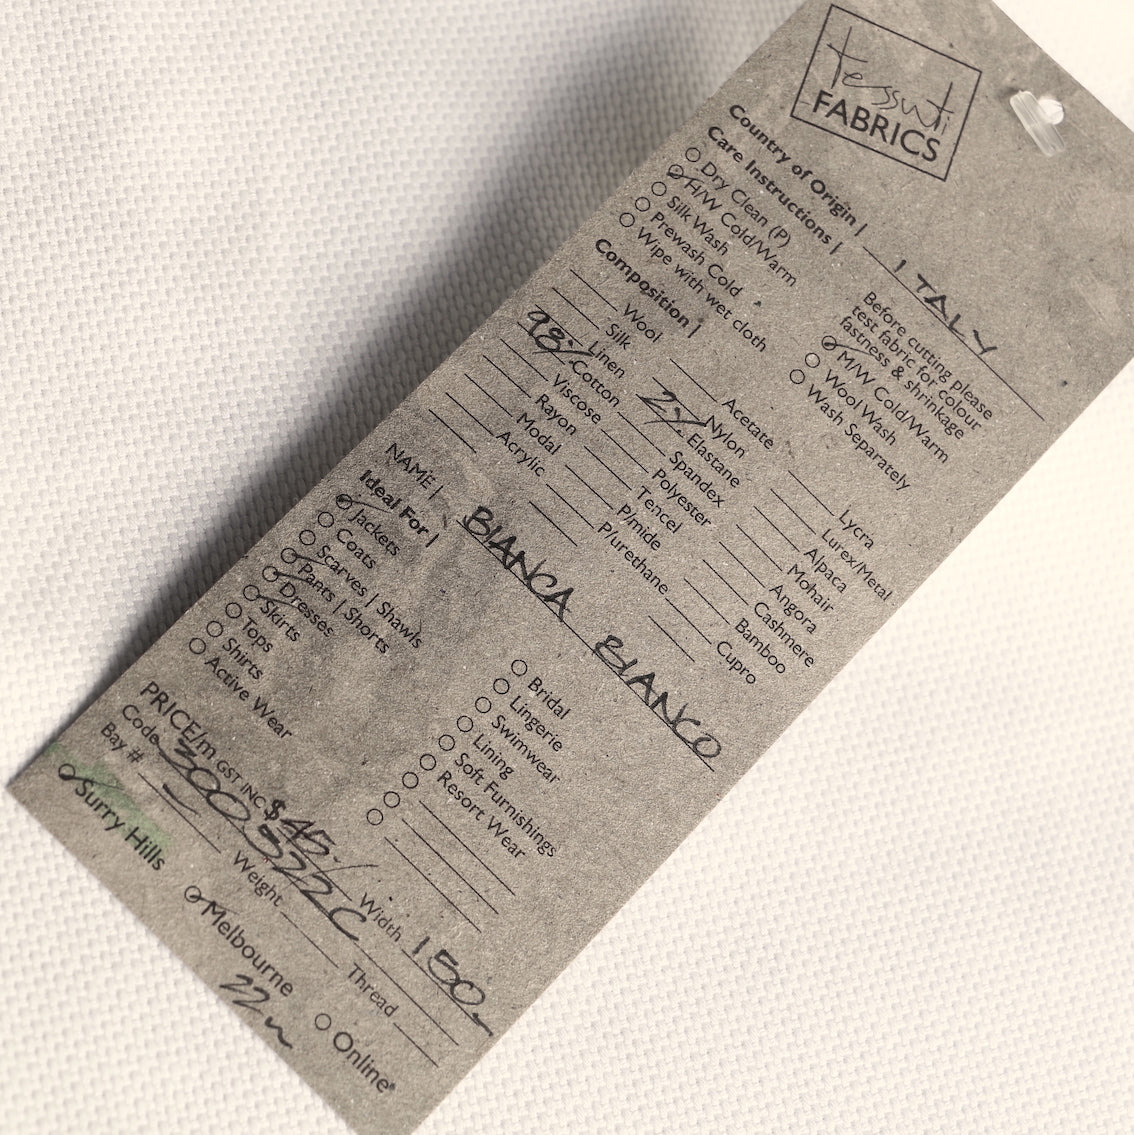 tessuti
FABRICS
Country of Origin | ITALY
Care Instructions |
Dry Clean (P)
H/W Cold/Warm
Silk Wash
Prewash Cold
Wipe with wet cloth
Before cutting please
test fabric for colour
fastness & shrinkage
M/W Cold/Warm
Wool Wash
Wash Separately
Composition |
Wool
Silk
Linen
98% Cotton
Viscose
Rayon
Modal
Acrylic
Acetate
Nylon
2% Elastane
Spandex
Polyester
Tencel
P/mide
P/urethane
Lycra
Lurex/Metal
Alpaca
Mohair
Angora
Cashmere
Bamboo
Cupro
NAME | BIANCA BIANCO
Ideal For |
Jackets
Coats
Scarves | Shawls
Pants | Shorts
Dresses
Skirts
Tops
Shirts
Active Wear
Bridal
Lingerie
Swimwear
Lining
Soft Furnishings
Resort Wear
PRICE/m GST INC $45.- Width 150
Code 300322C
Bay # Weight Thread
Surry Hills Melbourne Online*